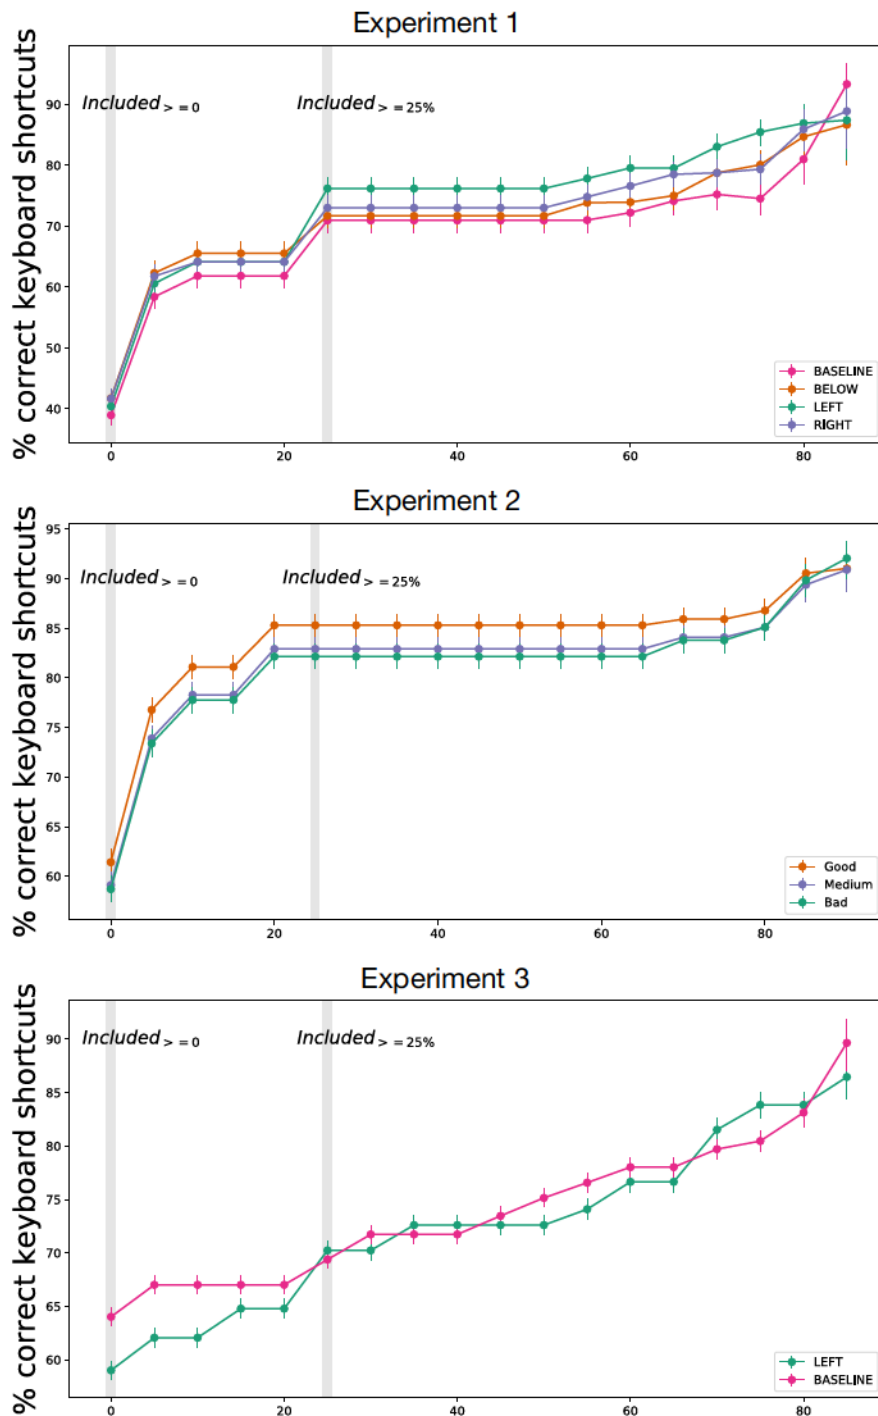 Experiment 1
% correct keyboard shortcuts
90
80
70
60
50
40
Included >= 0
Included >= 25%
BASELINE
BELOW
LEFT
RIGHT
0 20 40 60 80
Experiment 2
% correct keyboard shortcuts
95
90
85
80
75
70
65
60
Included >= 0
Included >= 25%
Good
Medium
Bad
0 20 40 60 80
Experiment 3
% correct keyboard shortcuts
90
85
80
75
70
65
60
Included >= 0
Included >= 25%
LEFT
BASELINE
0 20 40 60 80